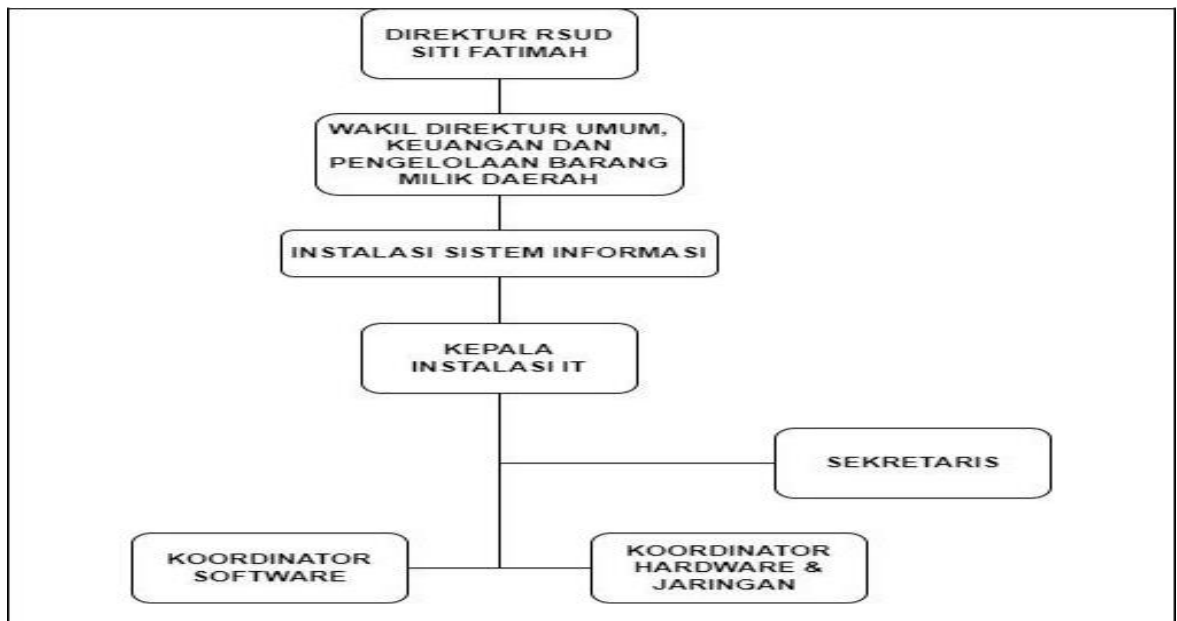 DIREKTUR RSUD
SITI FATIMAH
WAKIL DIREKTUR UMUM,
KEUANGAN DAN
PENGELOLAAN BARANG
MILIK DAERAH
INSTALASI SISTEM INFORMASI
KEPALA
INSTALASI IT
SEKRETARIS
KOORDINATOR
SOFTWARE
KOORDINATOR
HARDWARE &
JARINGAN